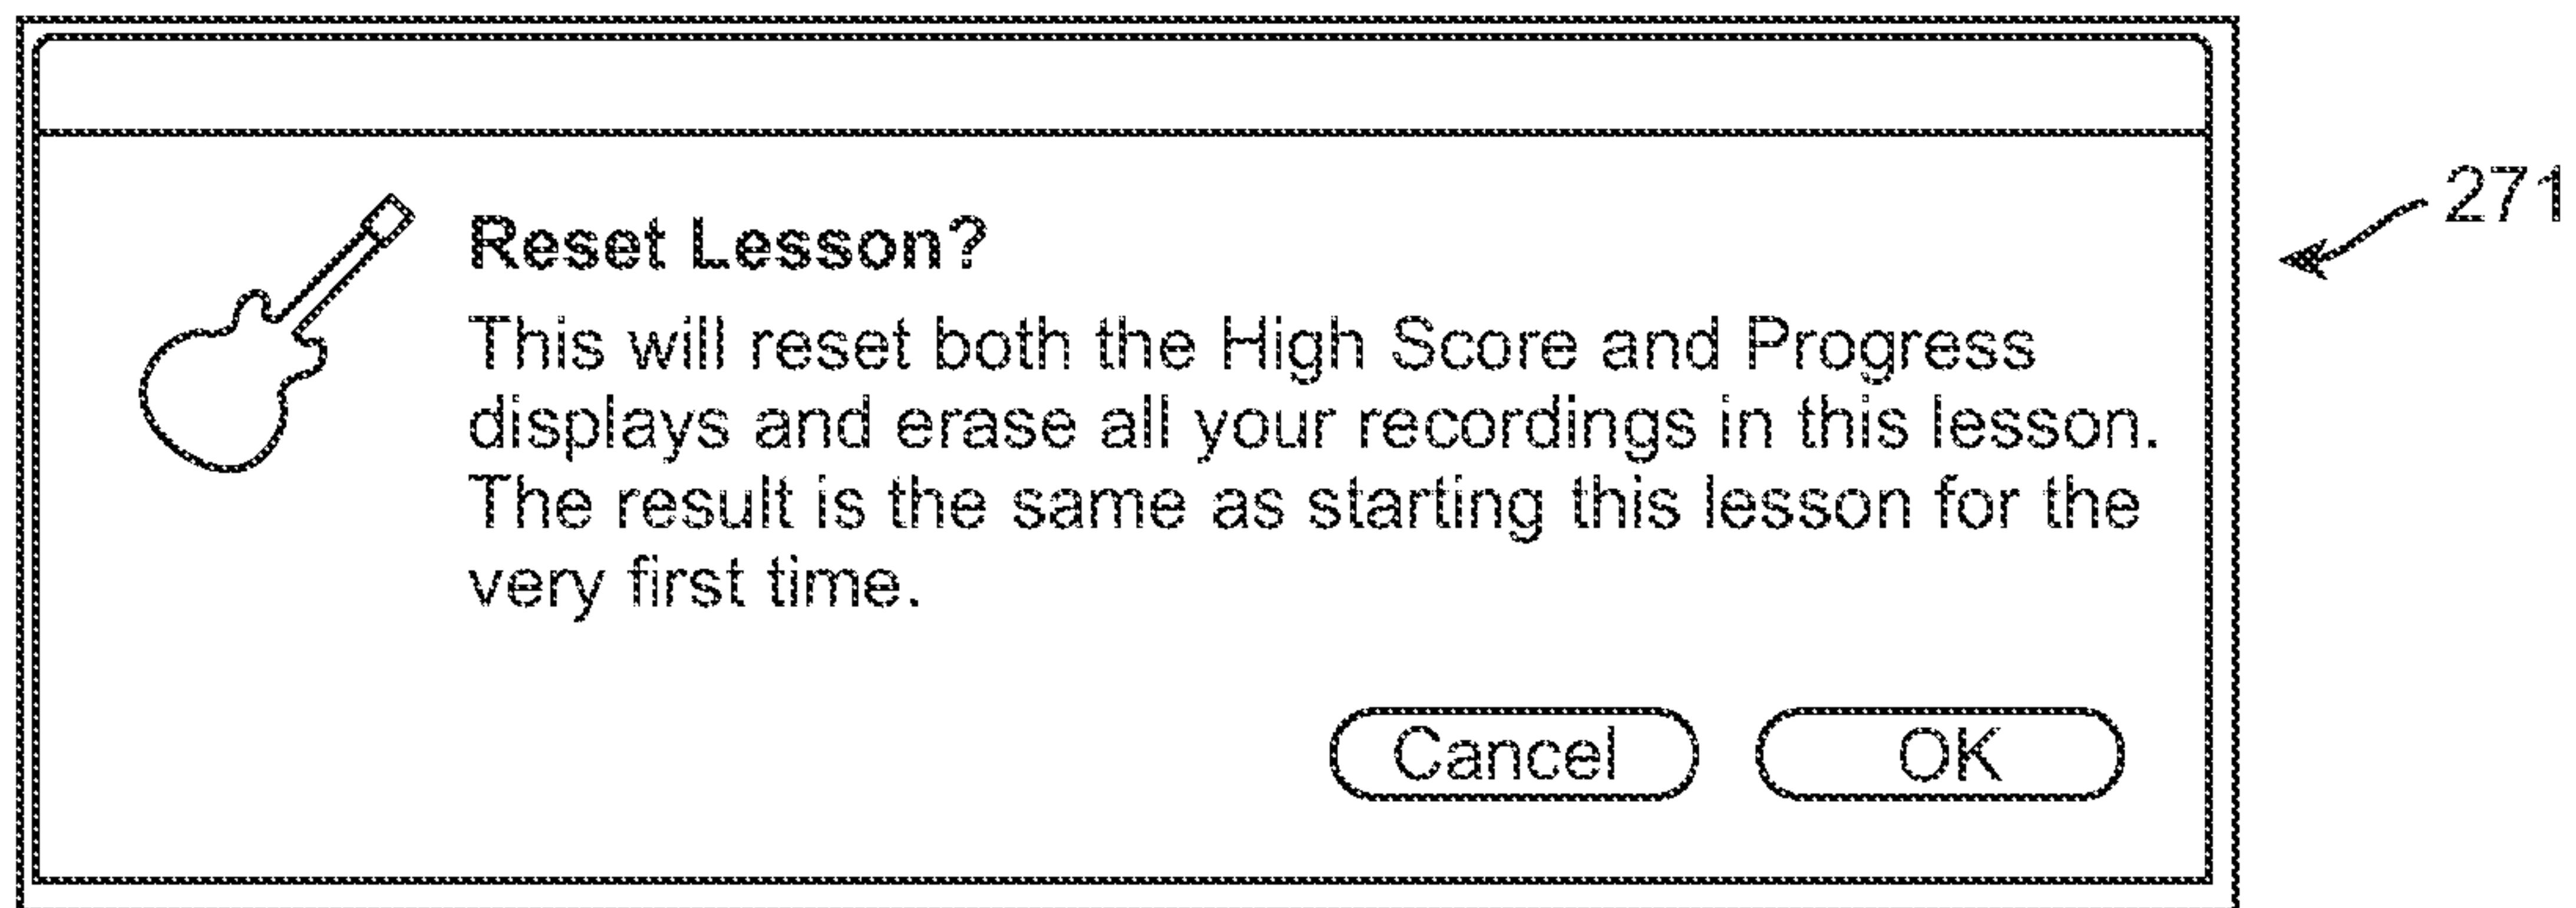 271
Reset Lesson?
This will reset both the High Score and Progress
displays and erase all your recordings in this lesson.
The result is the same as starting this lesson for the
very first time.
Cancel OK